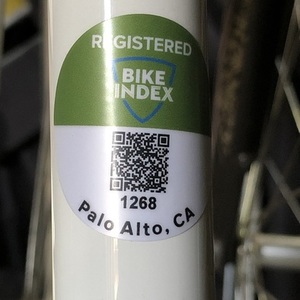 REGISTERED
BIKE
INDEX
1268
Palo Alto, CA